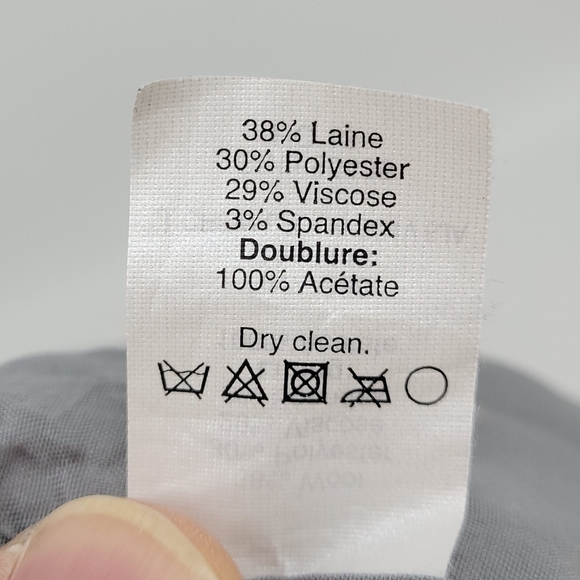 38% Laine
30% Polyester
29% Viscose
3% Spandex
Doublure:
100% Acétate
Dry clean.